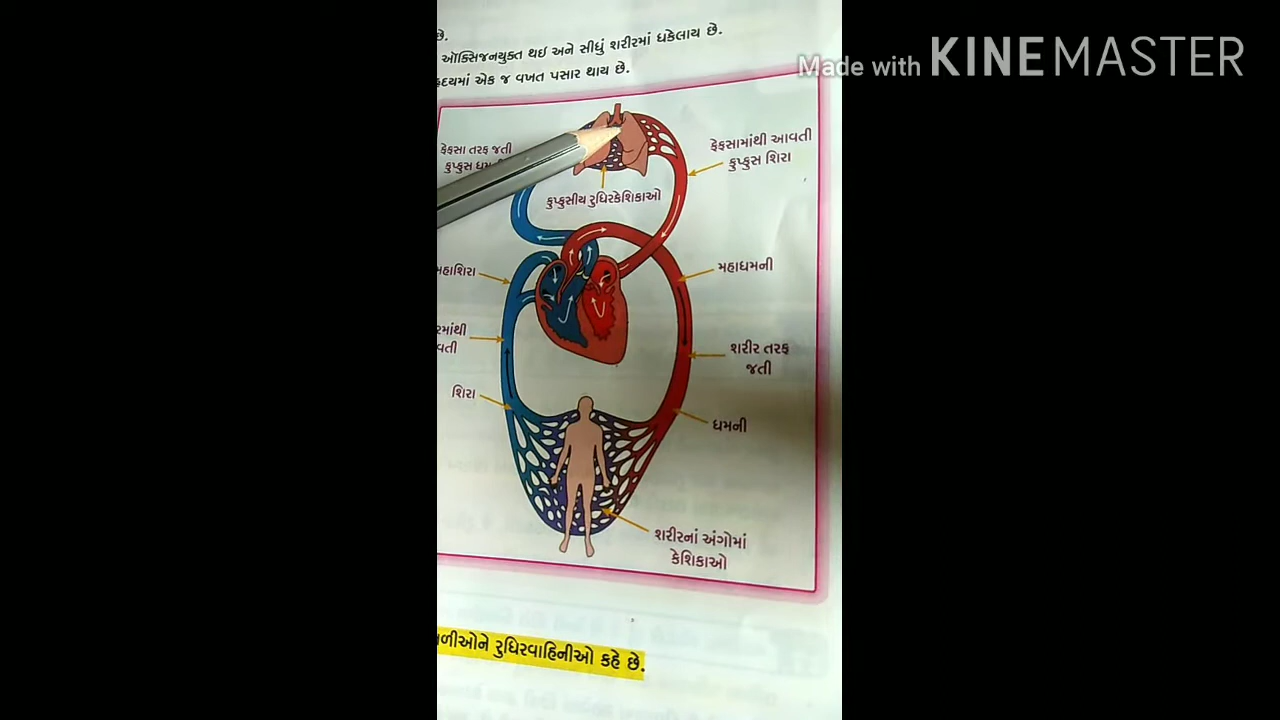 છે.
ઑક્સિજનયુક્ત થઇ અને સીધું શરીરમાં ધકેલાય છે.
હૃદયમાં એક જ વખત પસાર થાય છે.
Made with KINEMASTER
ફેફસા તરફ જતી
ફુપ્ફુસ
ફેફસામાંથી આવતી
ફુપ્ફુસ શિરા
ફુપ્ફુસીય રુધિરકેશિકાઓ
મહાશિરા
મહાધમની
શરીર તરફ
જતી
શિરા
ધમની
શરીરનાં અંગોમાં
કેશિકાઓ
રુધિરવાહિનીઓ કહે છે.